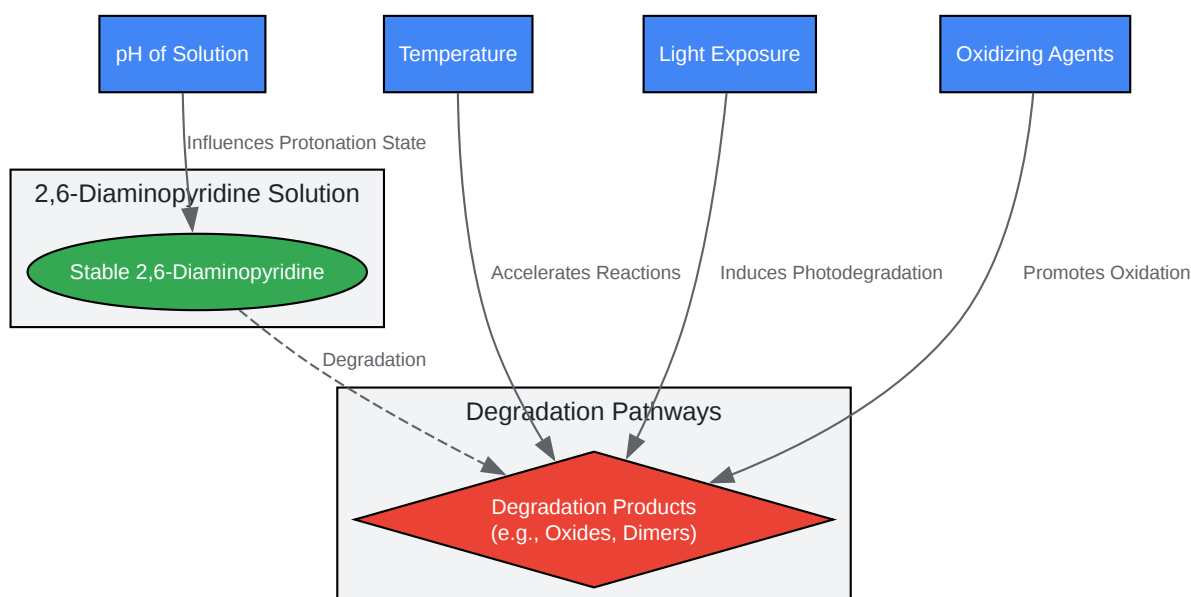 pH of Solution
Temperature
Light Exposure
Oxidizing Agents
Influences Protonation State
2,6-Diaminopyridine Solution
Stable 2,6-Diaminopyridine
Accelerates Reactions
Induces Photodegradation
Promotes Oxidation
Degradation
Degradation Pathways
Degradation Products
(e.g., Oxides, Dimers)